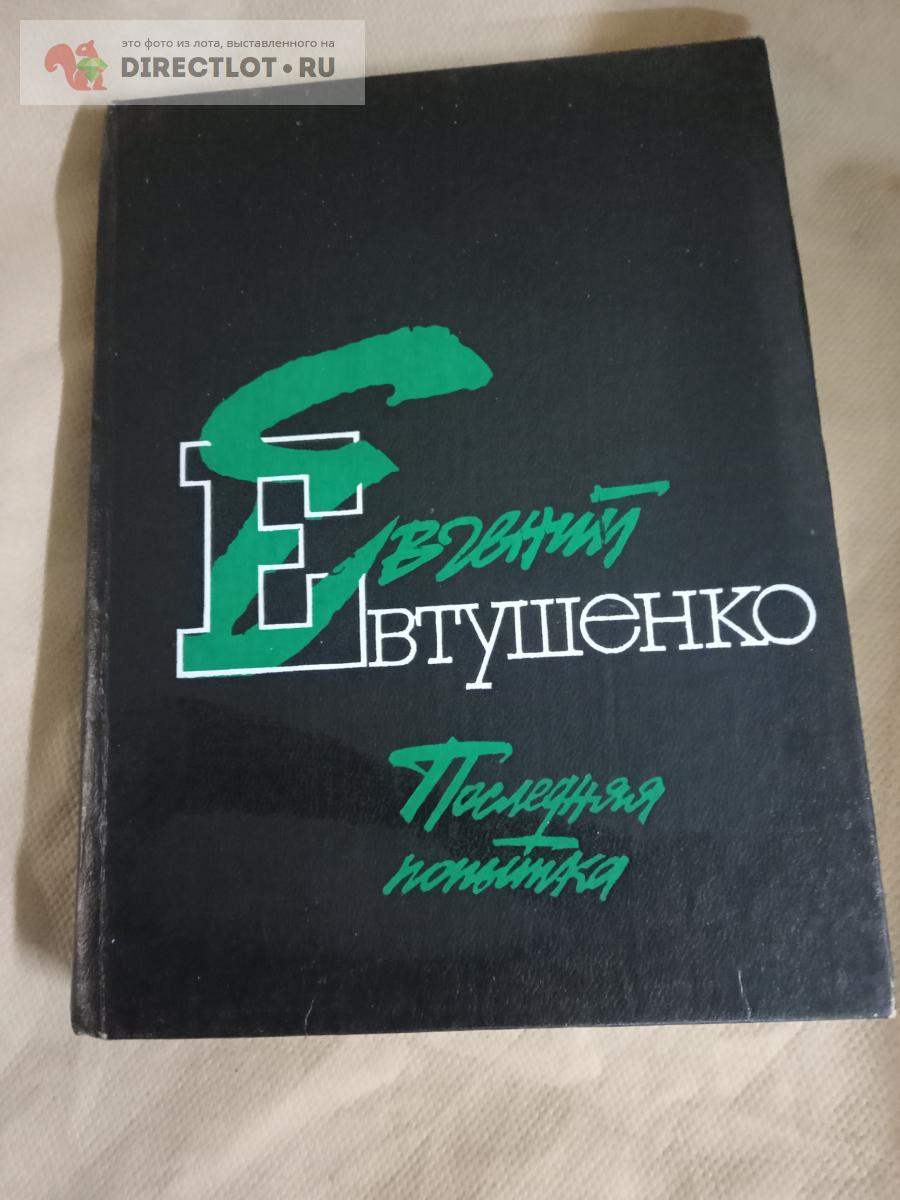 это фото из лота, выставленного на
DIRECTLOT•RU
Евгений
Евтушенко
Последняя
попытка